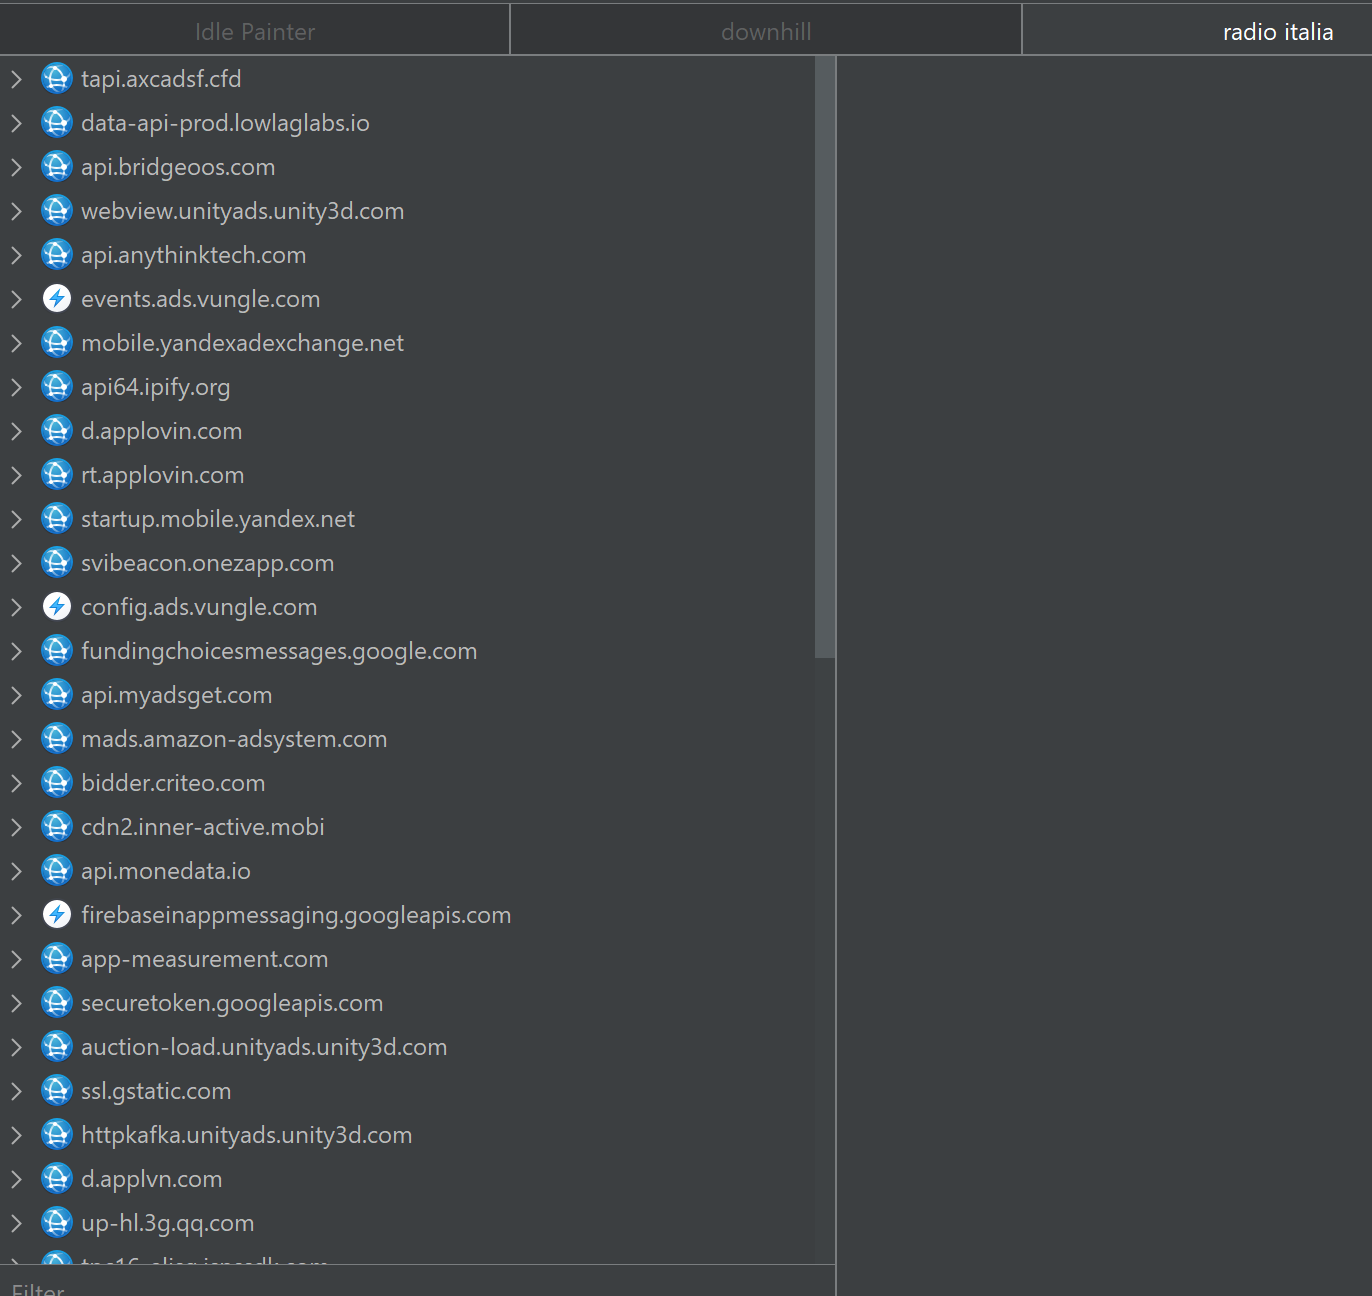 Idle Painter
downhill
radio italia
tapi.axcadsf.cfd
data-api-prod.lowlaglabs.io
api.bridgeoos.com
webview.unityads.unity3d.com
api.anythinktech.com
events.ads.vungle.com
mobile.yandexadexchange.net
api64.ipify.org
d.applovin.com
rt.applovin.com
startup.mobile.yandex.net
svibeacon.onezapp.com
config.ads.vungle.com
fundingchoicesmessages.google.com
api.myadsget.com
mads.amazon-adsystem.com
bidder.criteo.com
cdn2.inner-active.mobi
api.monedata.io
firebaseinappmessaging.googleapis.com
app-measurement.com
securetoken.googleapis.com
auction-load.unityads.unity3d.com
ssl.gstatic.com
httpkafka.unityads.unity3d.com
d.applvn.com
up-hl.3g.qq.com
Filter